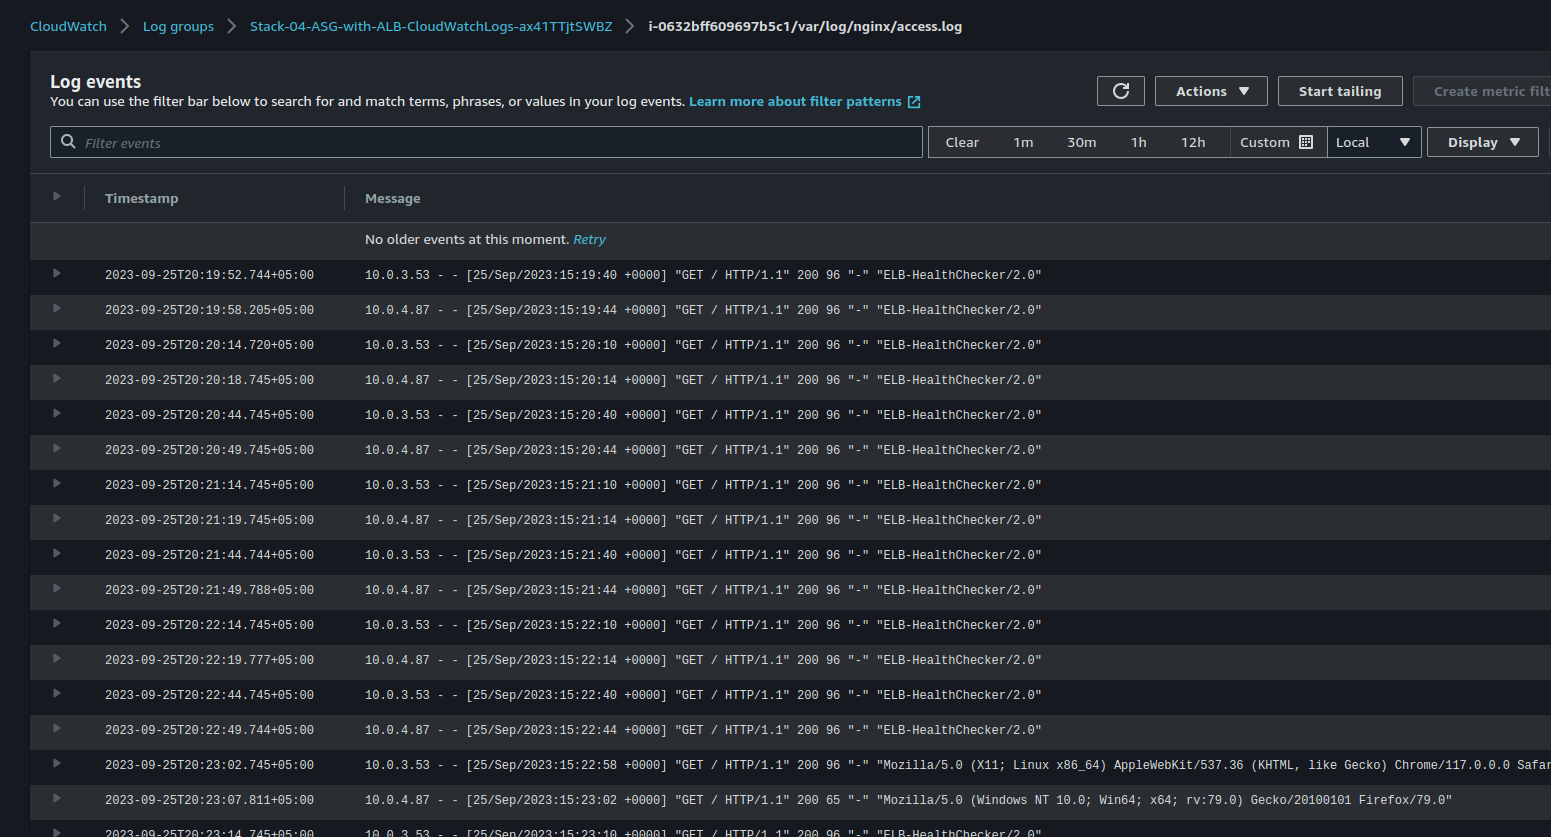 CloudWatch > Log groups > Stack-04-ASG-with-ALB-CloudWatchLogs-ax41TTjtSWBZ > i-0632bff609697b5c1/var/log/nginx/access.log
Log events
You can use the filter bar below to search for and match terms, phrases, or values in your log events. Learn more about filter patterns
Actions Start tailing Create metric filt
Filter events Clear 1m 30m 1h 12h Custom Local Display
Timestamp Message
No older events at this moment. Retry
2023-09-25T20:19:52.744+05:00 10.0.3.53 - - [25/Sep/2023:15:19:40 +0000] "GET / HTTP/1.1" 200 96 "-" "ELB-HealthChecker/2.0"
2023-09-25T20:19:58.205+05:00 10.0.4.87 - - [25/Sep/2023:15:19:44 +0000] "GET / HTTP/1.1" 200 96 "-" "ELB-HealthChecker/2.0"
2023-09-25T20:20:14.720+05:00 10.0.3.53 - - [25/Sep/2023:15:20:10 +0000] "GET / HTTP/1.1" 200 96 "-" "ELB-HealthChecker/2.0"
2023-09-25T20:20:18.745+05:00 10.0.4.87 - - [25/Sep/2023:15:20:14 +0000] "GET / HTTP/1.1" 200 96 "-" "ELB-HealthChecker/2.0"
2023-09-25T20:20:44.745+05:00 10.0.3.53 - - [25/Sep/2023:15:20:40 +0000] "GET / HTTP/1.1" 200 96 "-" "ELB-HealthChecker/2.0"
2023-09-25T20:20:49.745+05:00 10.0.4.87 - - [25/Sep/2023:15:20:44 +0000] "GET / HTTP/1.1" 200 96 "-" "ELB-HealthChecker/2.0"
2023-09-25T20:21:14.745+05:00 10.0.3.53 - - [25/Sep/2023:15:21:10 +0000] "GET / HTTP/1.1" 200 96 "-" "ELB-HealthChecker/2.0"
2023-09-25T20:21:19.745+05:00 10.0.4.87 - - [25/Sep/2023:15:21:14 +0000] "GET / HTTP/1.1" 200 96 "-" "ELB-HealthChecker/2.0"
2023-09-25T20:21:44.744+05:00 10.0.3.53 - - [25/Sep/2023:15:21:40 +0000] "GET / HTTP/1.1" 200 96 "-" "ELB-HealthChecker/2.0"
2023-09-25T20:21:49.788+05:00 10.0.4.87 - - [25/Sep/2023:15:21:44 +0000] "GET / HTTP/1.1" 200 96 "-" "ELB-HealthChecker/2.0"
2023-09-25T20:22:14.745+05:00 10.0.3.53 - - [25/Sep/2023:15:22:10 +0000] "GET / HTTP/1.1" 200 96 "-" "ELB-HealthChecker/2.0"
2023-09-25T20:22:19.777+05:00 10.0.4.87 - - [25/Sep/2023:15:22:14 +0000] "GET / HTTP/1.1" 200 96 "-" "ELB-HealthChecker/2.0"
2023-09-25T20:22:44.745+05:00 10.0.3.53 - - [25/Sep/2023:15:22:40 +0000] "GET / HTTP/1.1" 200 96 "-" "ELB-HealthChecker/2.0"
2023-09-25T20:22:49.744+05:00 10.0.4.87 - - [25/Sep/2023:15:22:44 +0000] "GET / HTTP/1.1" 200 96 "-" "ELB-HealthChecker/2.0"
2023-09-25T20:23:02.745+05:00 10.0.3.53 - - [25/Sep/2023:15:22:58 +0000] "GET / HTTP/1.1" 200 96 "-" "Mozilla/5.0 (X11; Linux x86_64) AppleWebKit/537.36 (KHTML, like Gecko) Chrome/117.0.0.0 Safar
2023-09-25T20:23:07.811+05:00 10.0.4.87 - - [25/Sep/2023:15:23:02 +0000] "GET / HTTP/1.1" 200 65 "-" "Mozilla/5.0 (Windows NT 10.0; Win64; x64; rv:79.0) Gecko/20100101 Firefox/79.0"
2023-09-25T20:23:14.745+05:00 10.0.3.53 - - [25/Sep/2023:15:23:10 +0000] "GET / HTTP/1.1" 200 96 "-" "ELB-HealthChecker/2.0"